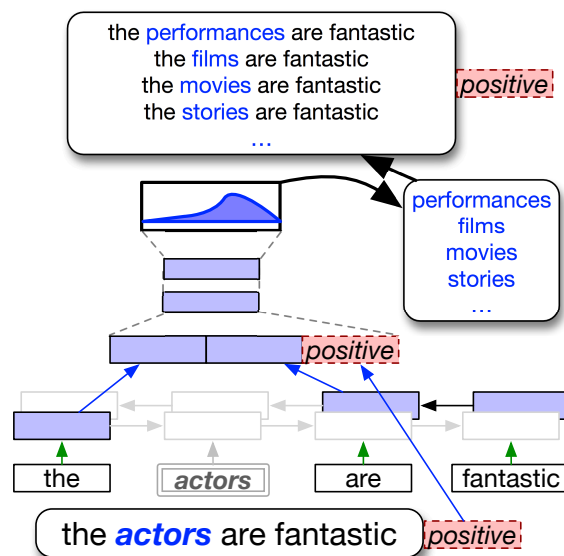 the performances are fantastic
the films are fantastic
the movies are fantastic
the stories are fantastic
...
positive
performances
films
movies
stories
...
positive
the actors are fantastic
the actors are fantastic positive